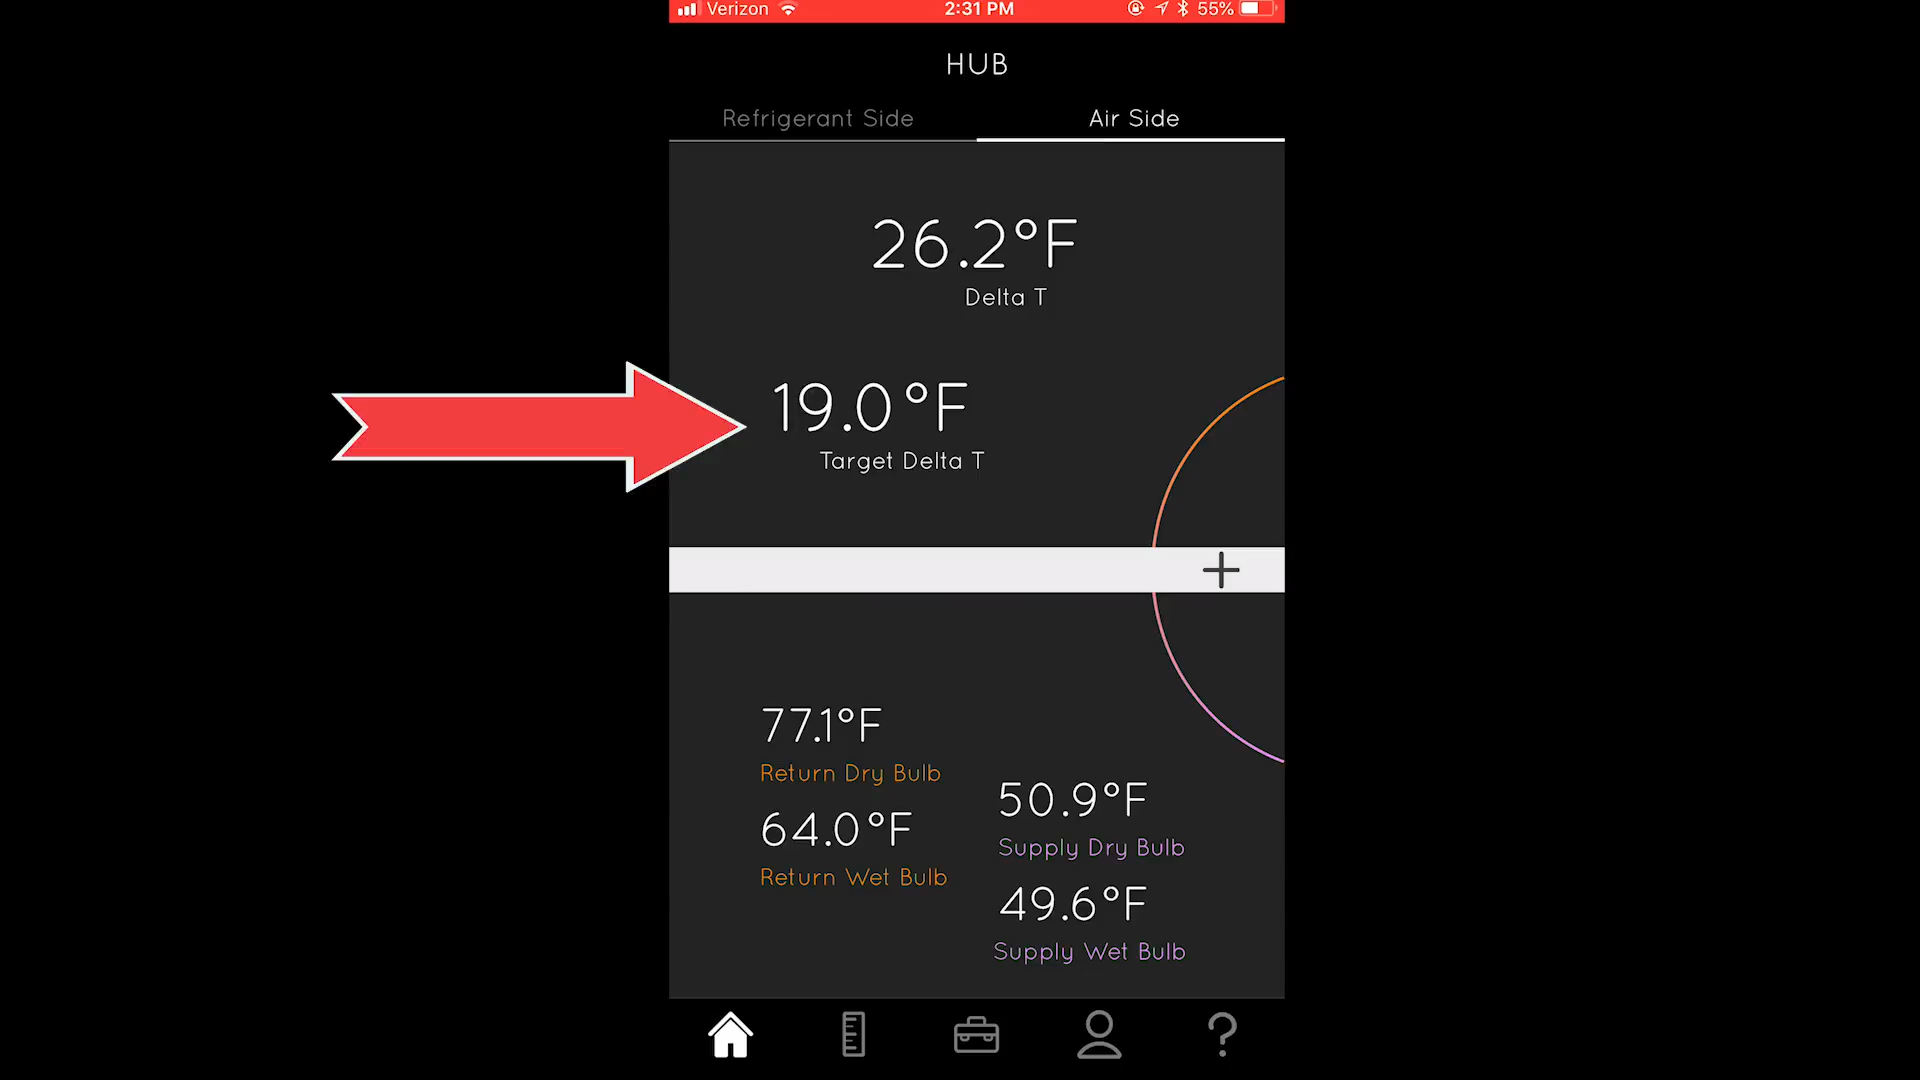 Verizon 2:31 PM 55%
HUB
Refrigerant Side Air Side
26.2°F
Delta T
19.0°F
Target Delta T
+
77.1°F
Return Dry Bulb
64.0°F
Return Wet Bulb
50.9°F
Supply Dry Bulb
49.6°F
Supply Wet Bulb
?